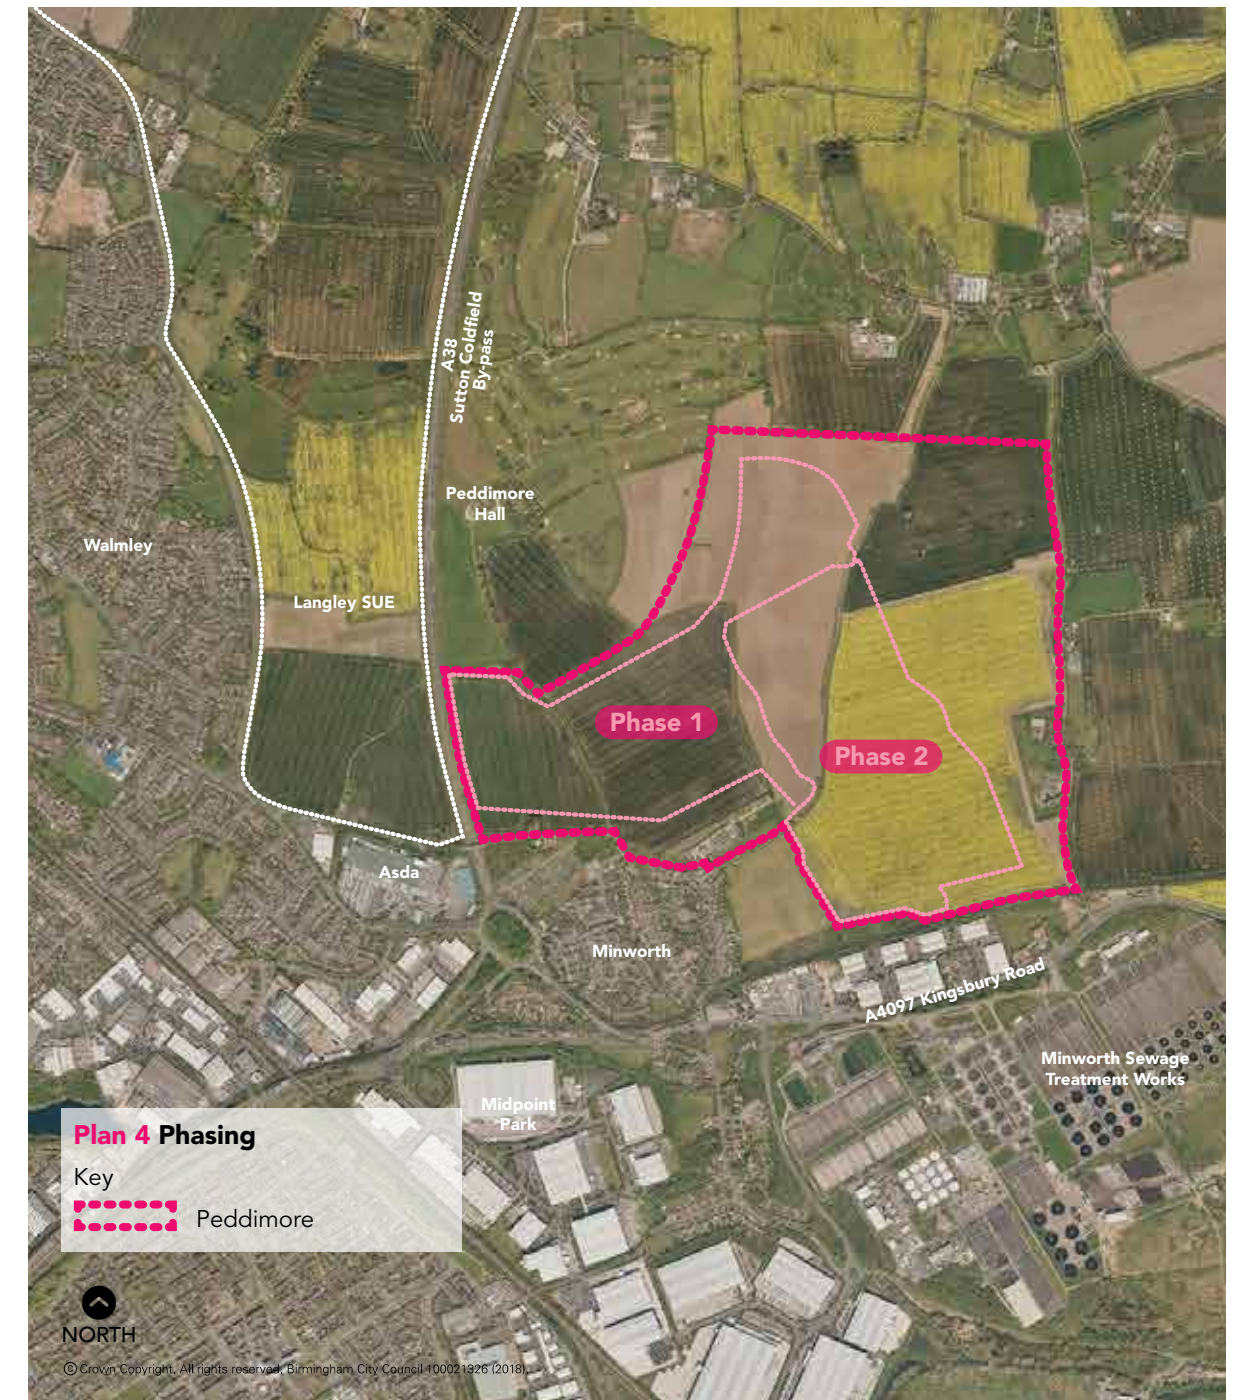 A38
Sutton Coldfield
By-pass
Peddimore
Hall
Walmley
Langley SUE
Phase 1
Phase 2
Asda
Minworth
A4097 Kingsbury Road
Minworth Sewage
Treatment Works
Midpoint
Park
Plan 4 Phasing
Key
Peddimore
NORTH
© Crown Copyright. All rights reserved, Birmingham City Council 100021326 (2018).